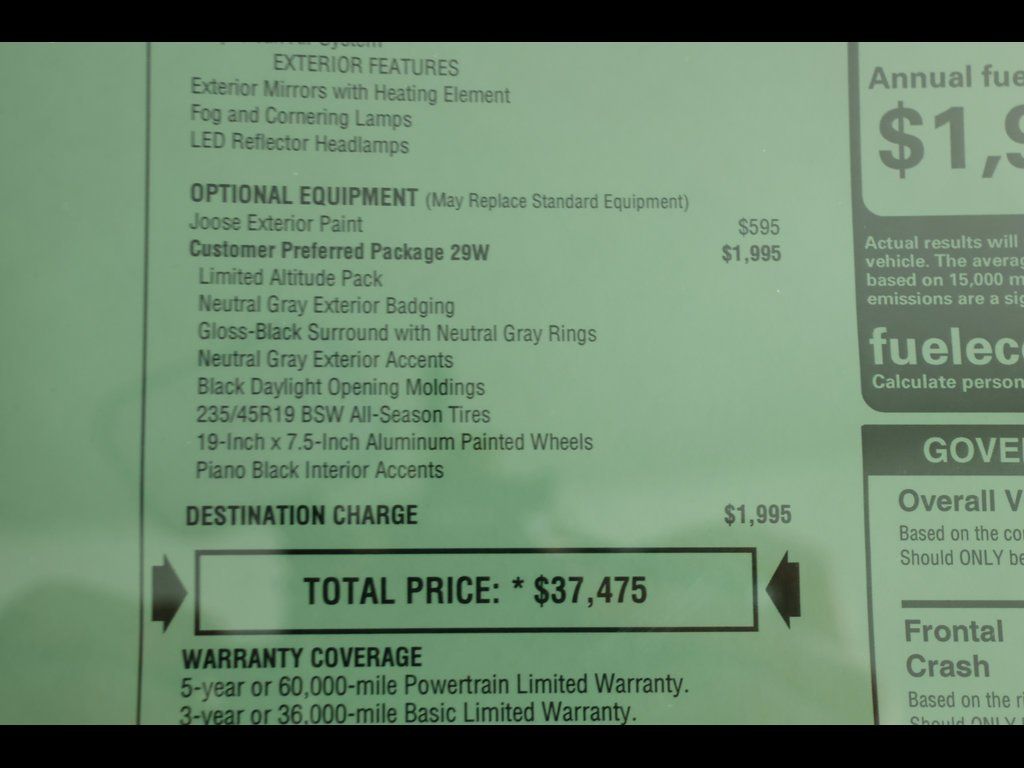 System
EXTERIOR FEATURES
Exterior Mirrors with Heating Element
Fog and Cornering Lamps
LED Reflector Headlamps
OPTIONAL EQUIPMENT (May Replace Standard Equipment)
Joose Exterior Paint $595
Customer Preferred Package 29W $1,995
Limited Altitude Pack
Neutral Gray Exterior Badging
Gloss-Black Surround with Neutral Gray Rings
Neutral Gray Exterior Accents
Black Daylight Opening Moldings
235/45R19 BSW All-Season Tires
19-Inch x 7.5-Inch Aluminum Painted Wheels
Piano Black Interior Accents
DESTINATION CHARGE $1,995
TOTAL PRICE: * $37,475
WARRANTY COVERAGE
5-year or 60,000-mile Powertrain Limited Warranty.
3-year or 36,000-mile Basic Limited Warranty.
Annual fue
$1,9
Actual results will
vehicle. The averag
based on 15,000 m
emissions are a sig
fueleco
Calculate person
GOVE
Overall V
Based on the co
Should ONLY be
Frontal
Crash
Based on the ri
Should ONLY